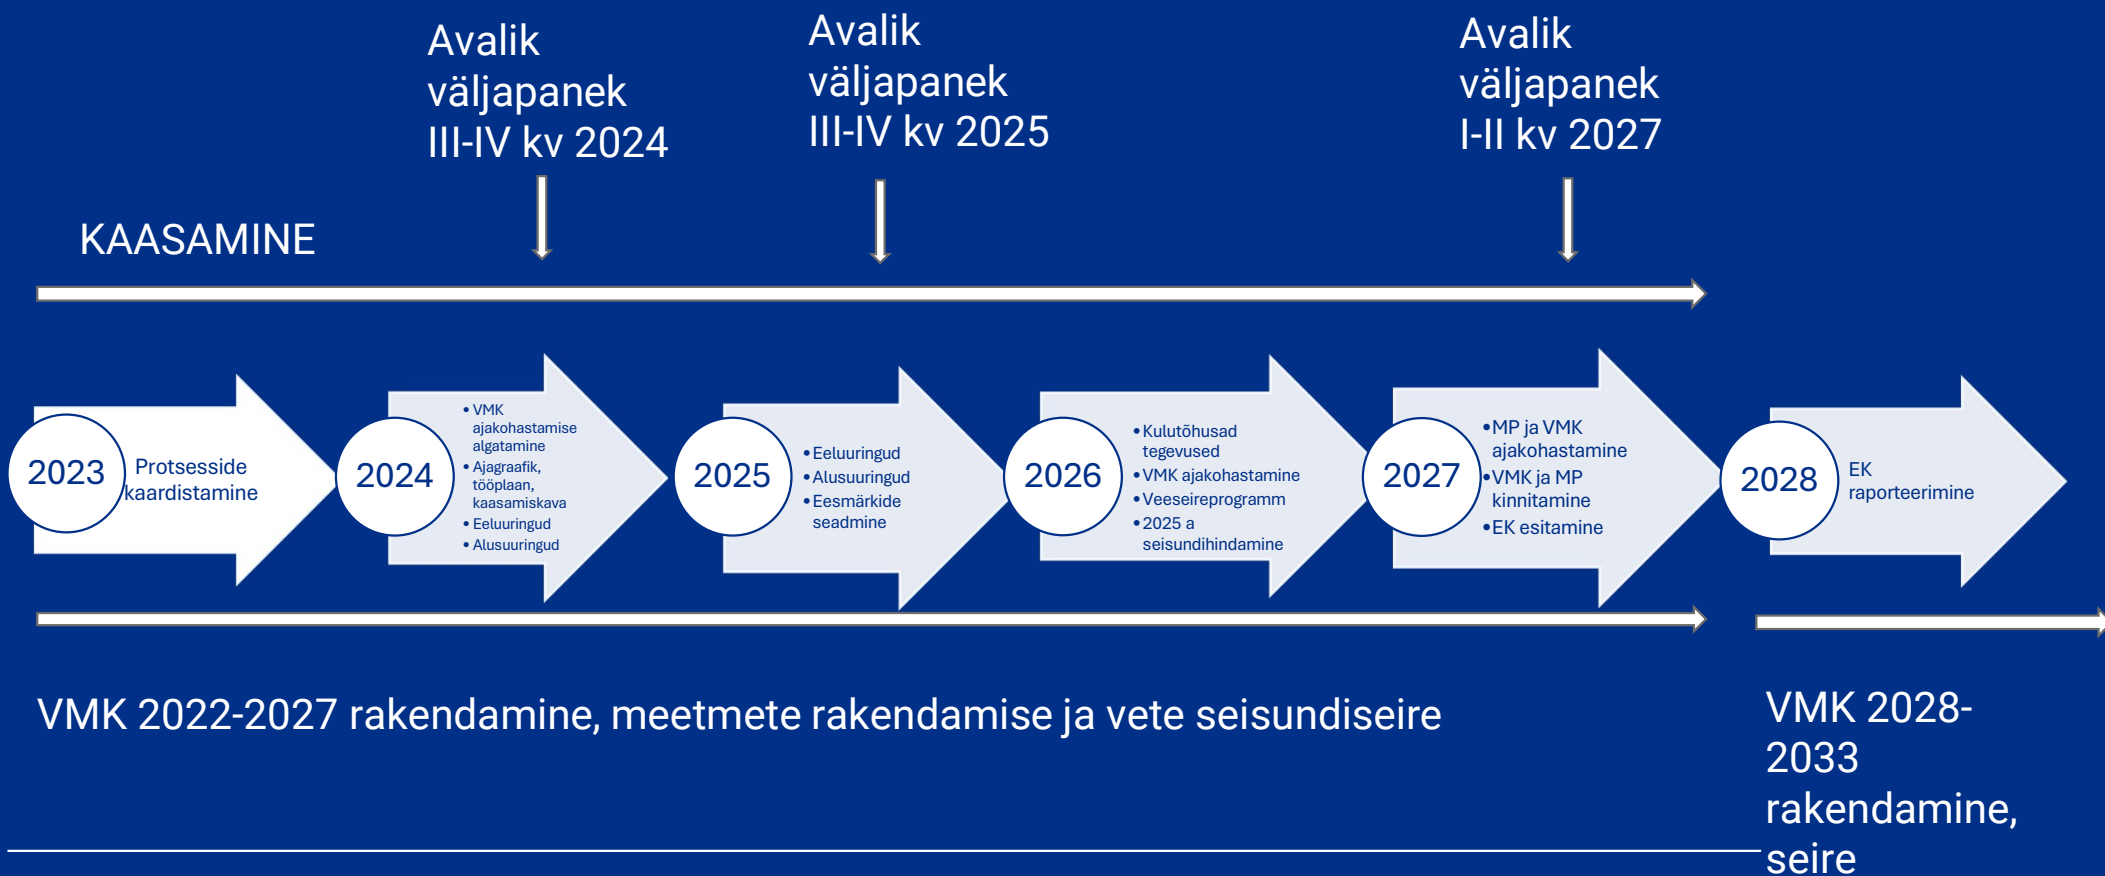 Avalik
väljapanek
III-IV kv 2024
Avalik
väljapanek
III-IV kv 2025
Avalik
väljapanek
I-II kv 2027
KAASAMINE
2023
Protsesside
kaardistamine
2024
• VMK
ajakohastamise
algatamine
• Ajagraafik,
tööplaan,
kaasamiskava
• Eeluuringud
• Alusuuringud
2025
• Eeluuringud
• Alusuuringud
• Eesmärkide
seadmine
2026
• Kulutõhusad
tegevused
• VMK ajakohastamine
• Veeseireprogramm
• 2025 a
seisundihindamine
2027
• MP ja VMK
ajakohastamine
• VMK ja MP
kinnitamine
• EK esitamine
2028
EK
raporteerimine
VMK 2022-2027 rakendamine, meetmete rakendamise ja vete seisundiseire
VMK 2028-
2033
rakendamine,
seire